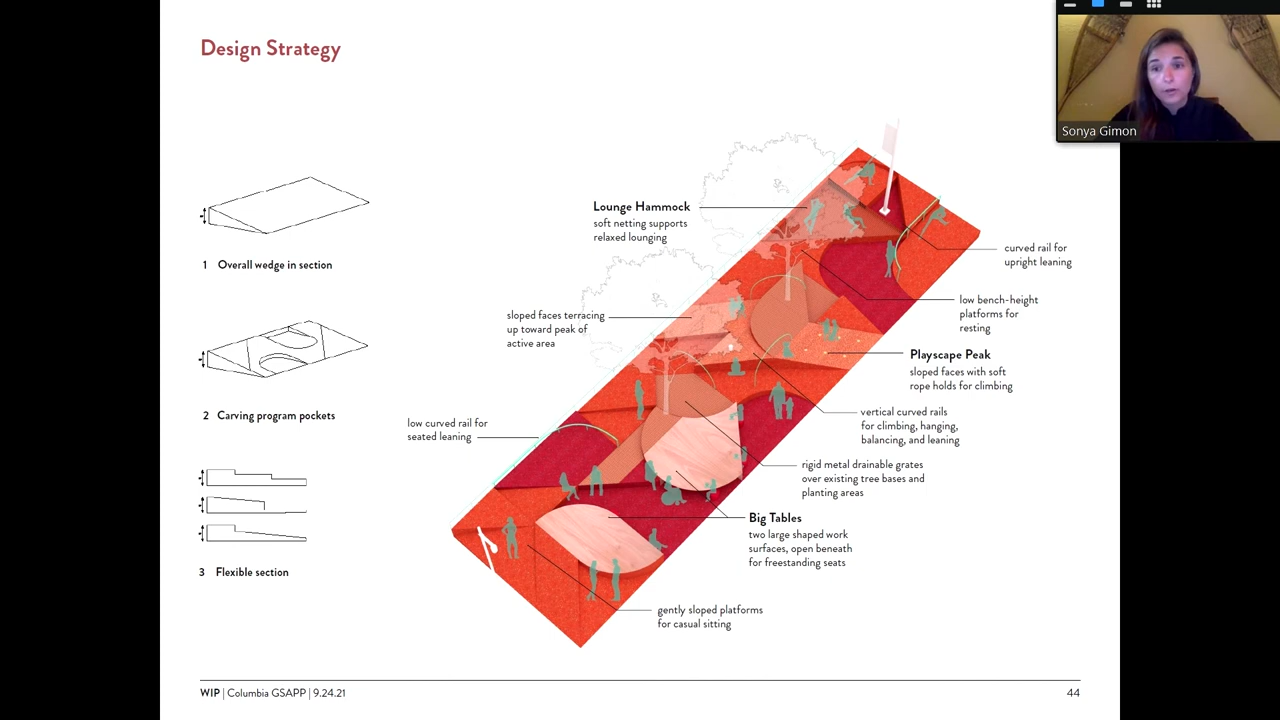 Design Strategy
Sonya Gimon
1 Overall wedge in section
2 Carving program pockets
3 Flexible section
Lounge Hammock
soft netting supports
relaxed lounging
sloped faces terracing
up toward peak of
active area
low curved rail for
seated leaning
curved rail for
upright leaning
low bench-height
platforms for
resting
Playscape Peak
sloped faces with soft
rope holds for climbing
vertical curved rails
for climbing, hanging,
balancing, and leaning
rigid metal drainable grates
over existing tree bases and
planting areas
Big Tables
two large shaped work
surfaces, open beneath
for freestanding seats
gently sloped platforms
for casual sitting
WIP | Columbia GSAPP | 9.24.21
44